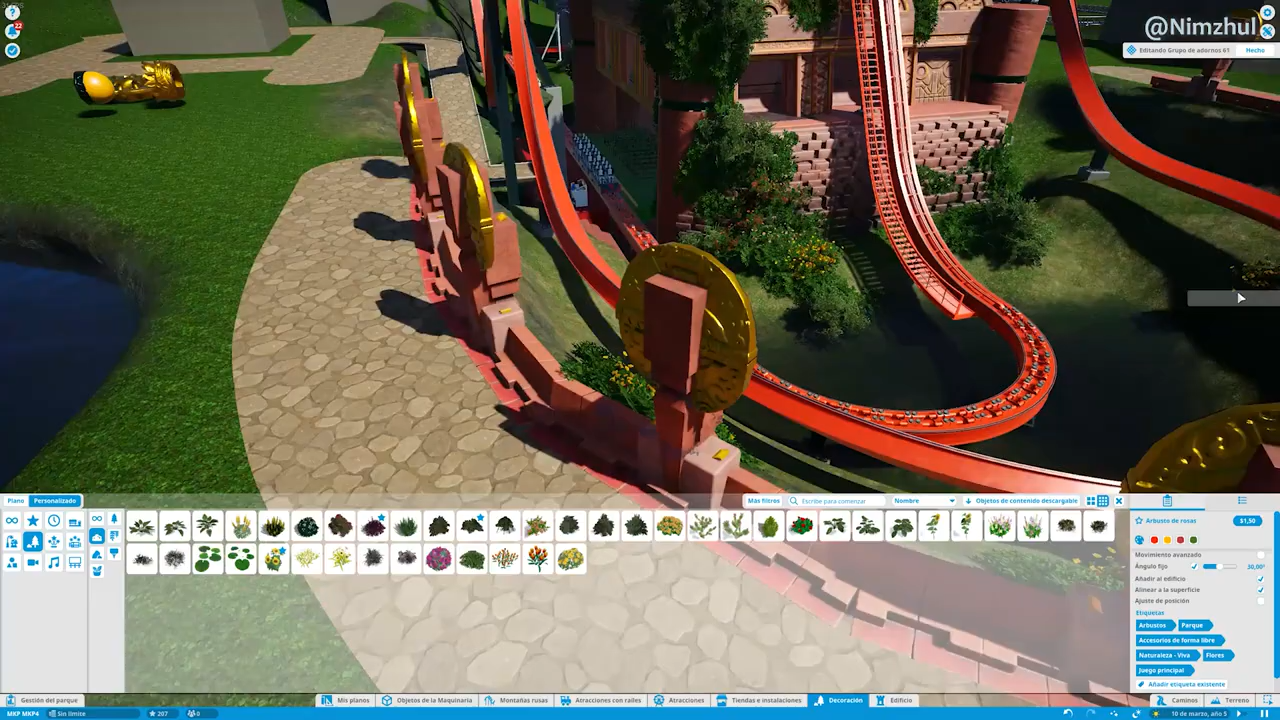 22
@Nimzhul
Editando Grupo de adornos 61
Hecho
Plano
Personalizado
Más filtros
Escribe para comenzar
Nombre
Objetos de contenido descargable
Arbusto de rosas
$1,50
Movimiento avanzado
Ángulo fijo
30,00°
Añadir al edificio
Alinear a la superficie
Ajuste de posición
Etiquetas
Arbustos
Parque
Accesorios de forma libre
Naturaleza - Viva
Flores
Juego principal
Añadir etiqueta existente
Gestión del parque
Mis planos
Objetos de la Maquinaria
Montañas rusas
Atracciones con raíles
Atracciones
Tiendas e instalaciones
Decoración
Edificio
Caminos
Terreno
MKP MKP4
Sin límite
207
0
10 de marzo, año 5